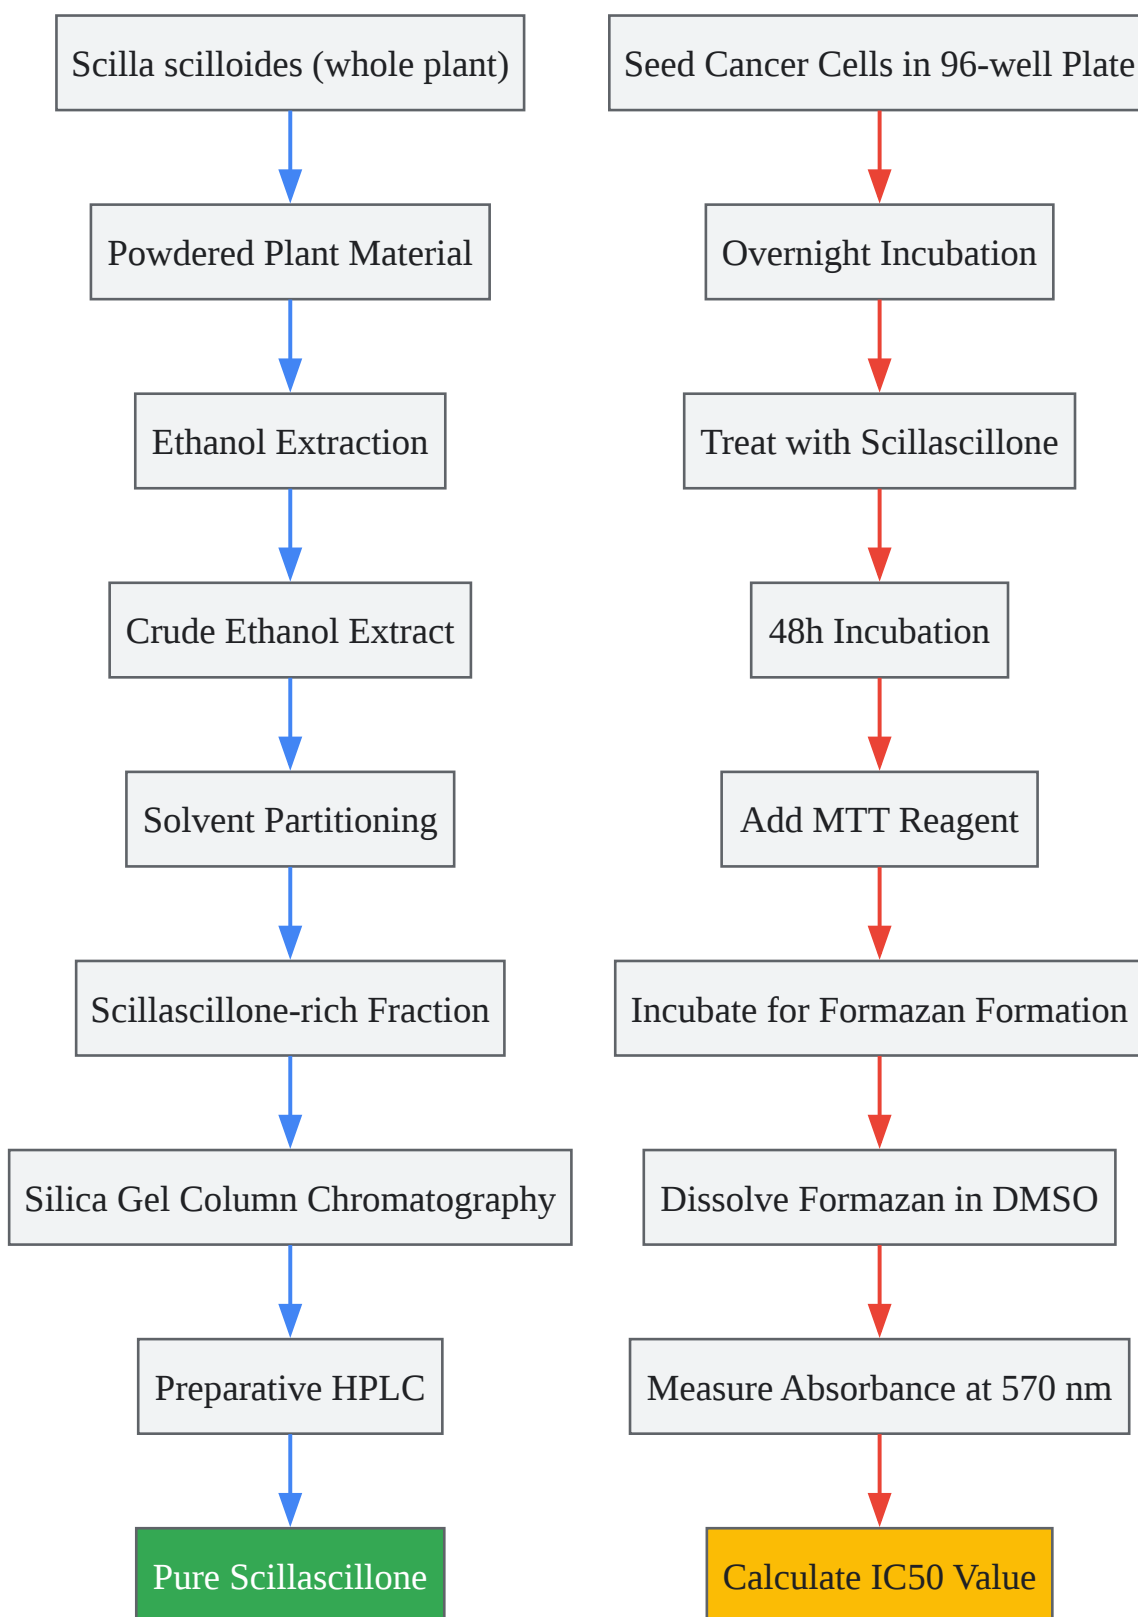 Scilla scilloides (whole plant)
Powdered Plant Material
Ethanol Extraction
Crude Ethanol Extract
Solvent Partitioning
Scillascillone-rich Fraction
Silica Gel Column Chromatography
Preparative HPLC
Pure Scillascillone
Seed Cancer Cells in 96-well Plate
Overnight Incubation
Treat with Scillascillone
48h Incubation
Add MTT Reagent
Incubate for Formazan Formation
Dissolve Formazan in DMSO
Measure Absorbance at 570 nm
Calculate IC50 Value